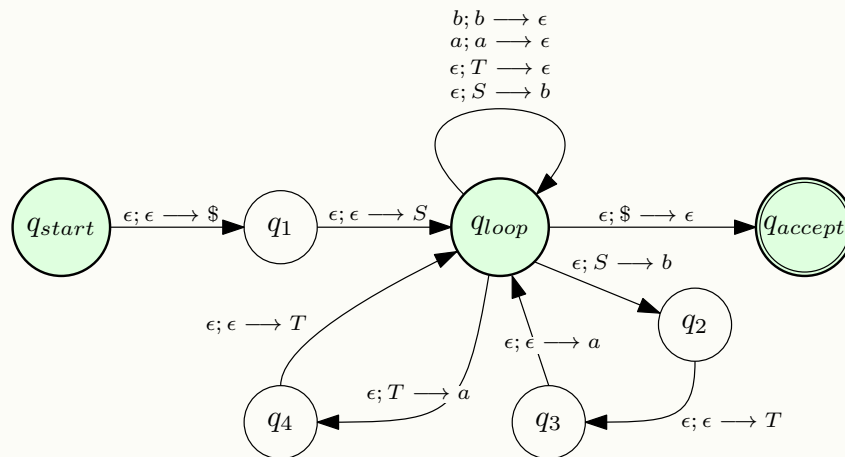 b; b ⟶ ϵ
a; a ⟶ ϵ
ϵ; T ⟶ ϵ
ϵ; S ⟶ b
q_start
ϵ; ϵ ⟶ $
q_1
ϵ; ϵ ⟶ S
q_loop
ϵ; $ ⟶ ϵ
q_accept
ϵ; S ⟶ b
q_2
ϵ; ϵ ⟶ T
ϵ; ϵ ⟶ a
ϵ; T ⟶ a
q_4
q_3
ϵ; ϵ ⟶ T